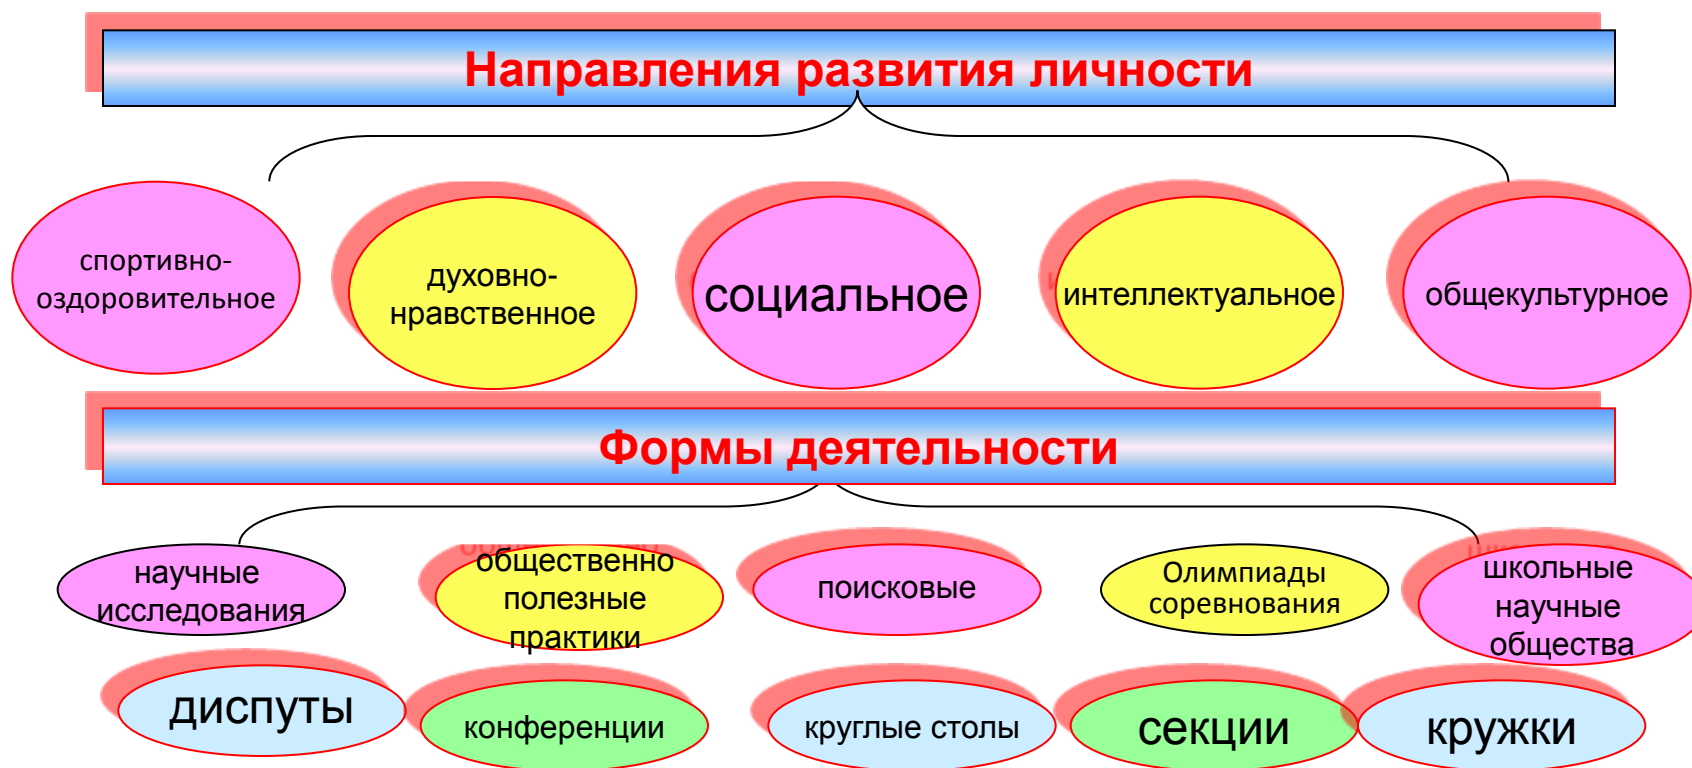 Направления развития личности
спортивно-
оздоровительное
духовно-
нравственное
социальное
интеллектуальное
общекультурное
Формы деятельности
научные
исследования
общественно
полезные
практики
поисковые
Олимпиады
соревнования
школьные
научные
общества
диспуты
конференции
круглые столы
секции
кружки